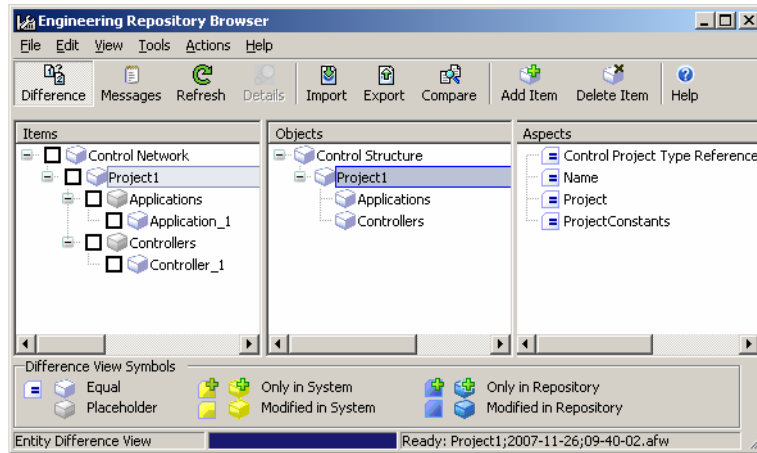 Engineering Repository Browser
File Edit View Tools Actions Help
Difference Messages Refresh Details Import Export Compare Add Item Delete Item Help
Items
Control Network
Project1
Applications
Application_1
Controllers
Controller_1
Objects
Control Structure
Project1
Applications
Controllers
Aspects
Control Project Type Reference
Name
Project
ProjectConstants
Difference View Symbols
Equal Only in System Only in Repository
Placeholder Modified in System Modified in Repository
Entity Difference View Ready: Project1;2007-11-26;09-40-02.afw